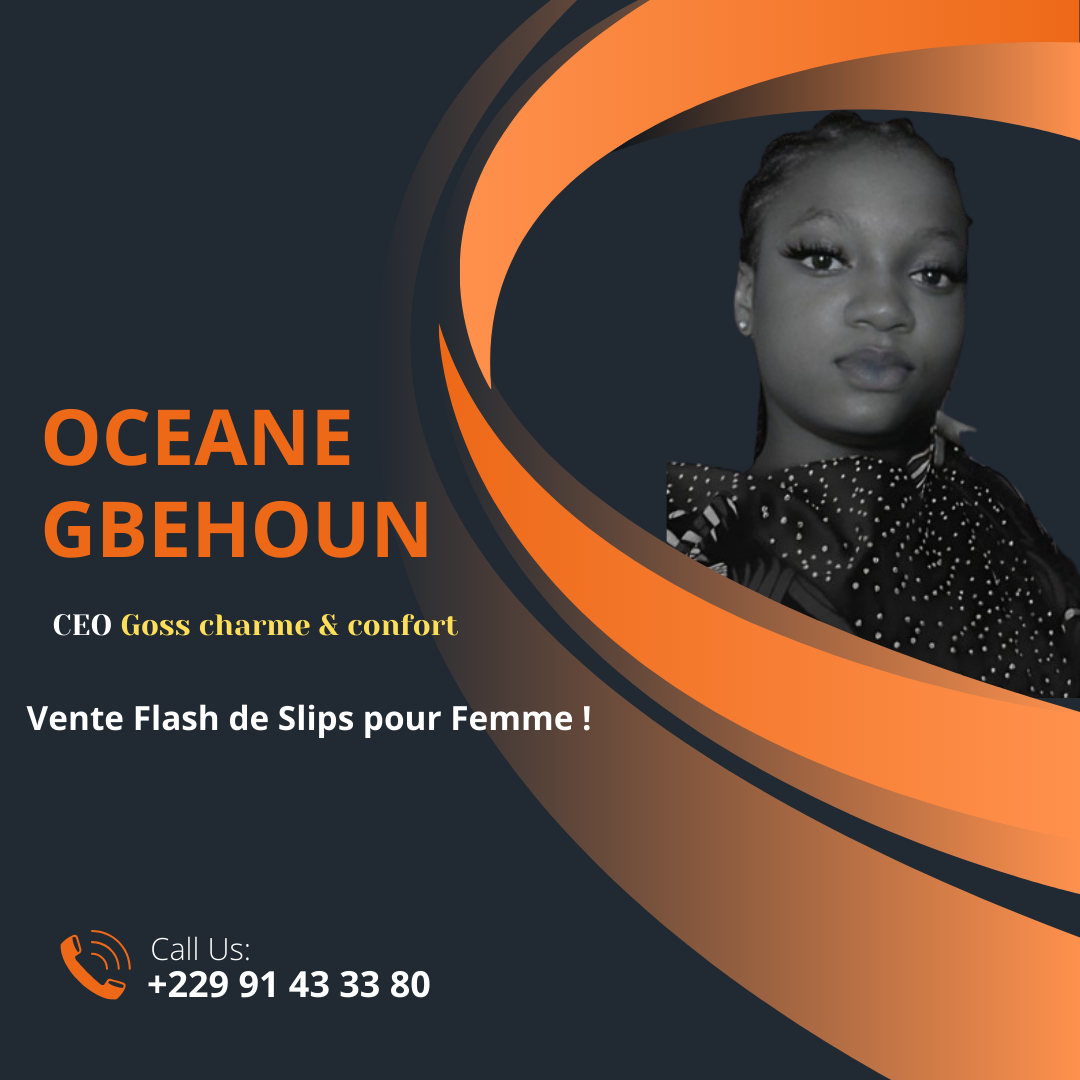 OCEANE
GBEHOUN
CEO Goss charme & confort
Vente Flash de Slips pour Femme !
Call Us:
+229 91 43 33 80